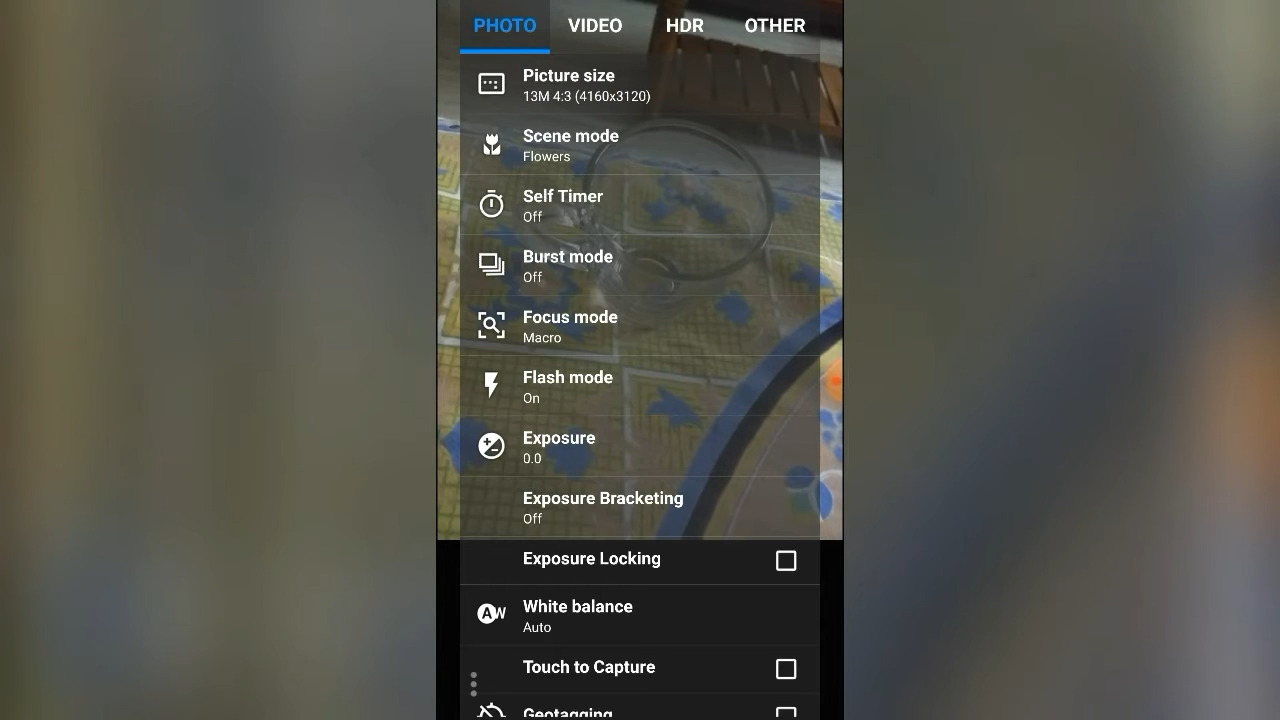 PHOTO VIDEO HDR OTHER
Picture size
13M 4:3 (4160x3120)
Scene mode
Flowers
Self Timer
Off
Burst mode
Off
Focus mode
Macro
Flash mode
On
Exposure
0.0
Exposure Bracketing
Off
Exposure Locking
White balance
Auto
Touch to Capture
Geotagging